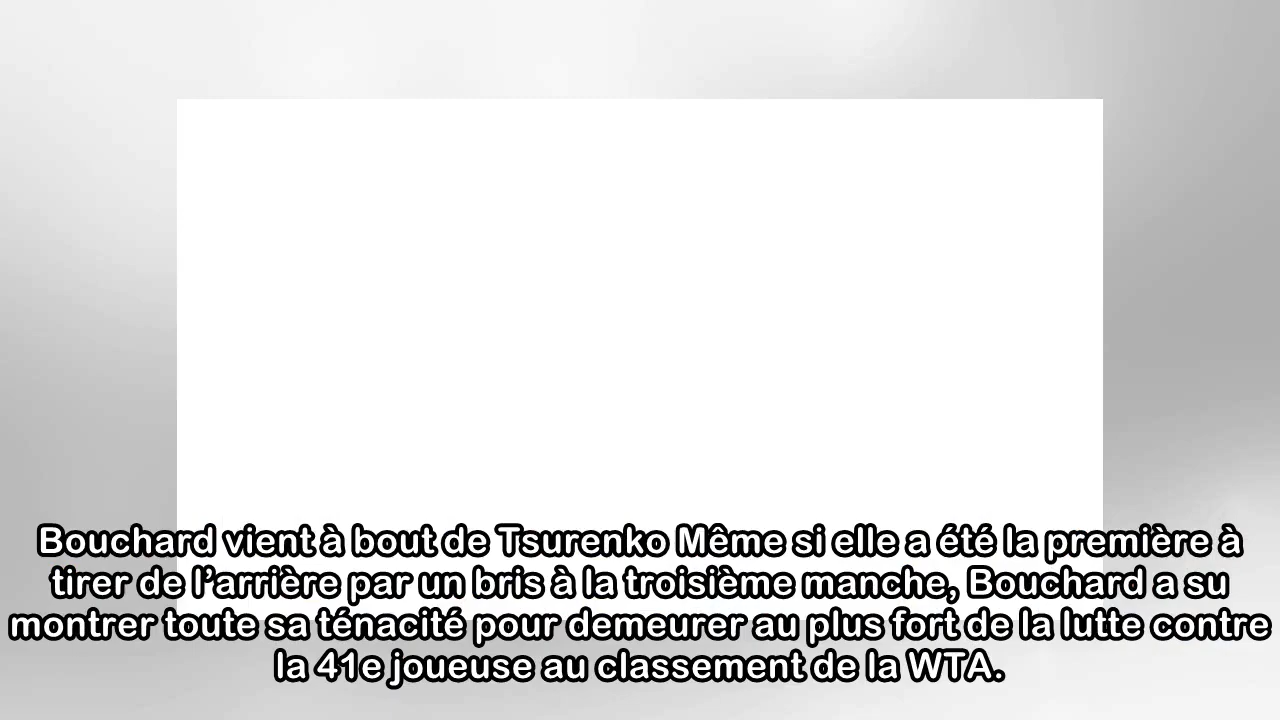 Bouchard vient à bout de Tsurenko Même si elle a été la première à
tirer de l’arrière par un bris à la troisième manche, Bouchard a su
montrer toute sa ténacité pour demeurer au plus fort de la lutte contre
la 41e joueuse au classement de la WTA.